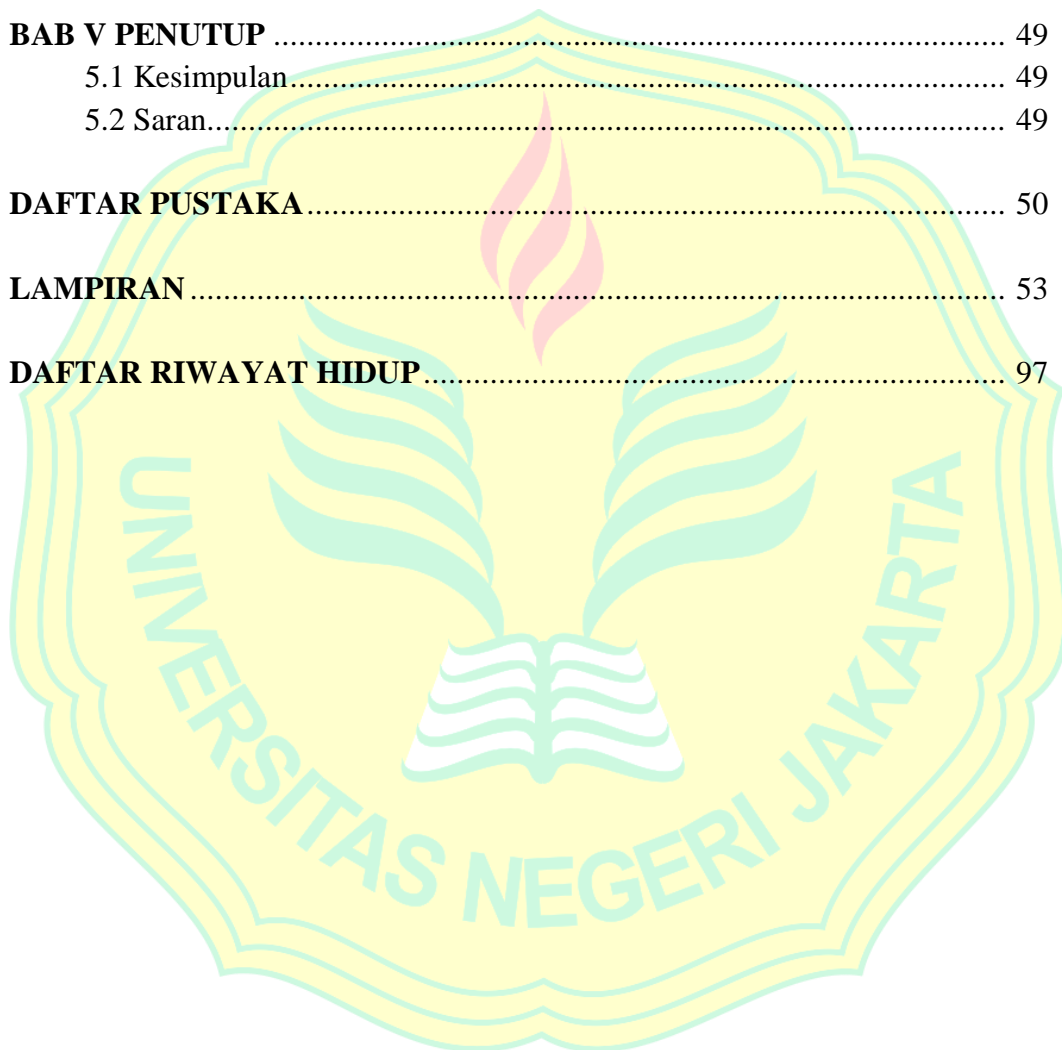 BAB V PENUTUP ........................................................................................ 49
5.1 Kesimpulan....................................................................................... 49
5.2 Saran................................................................................................. 49
DAFTAR PUSTAKA..................................................................................... 50
LAMPIRAN ................................................................................................... 53
DAFTAR RIWAYAT HIDUP....................................................................... 97
UNIVERSITAS NEGERI JAKARTA